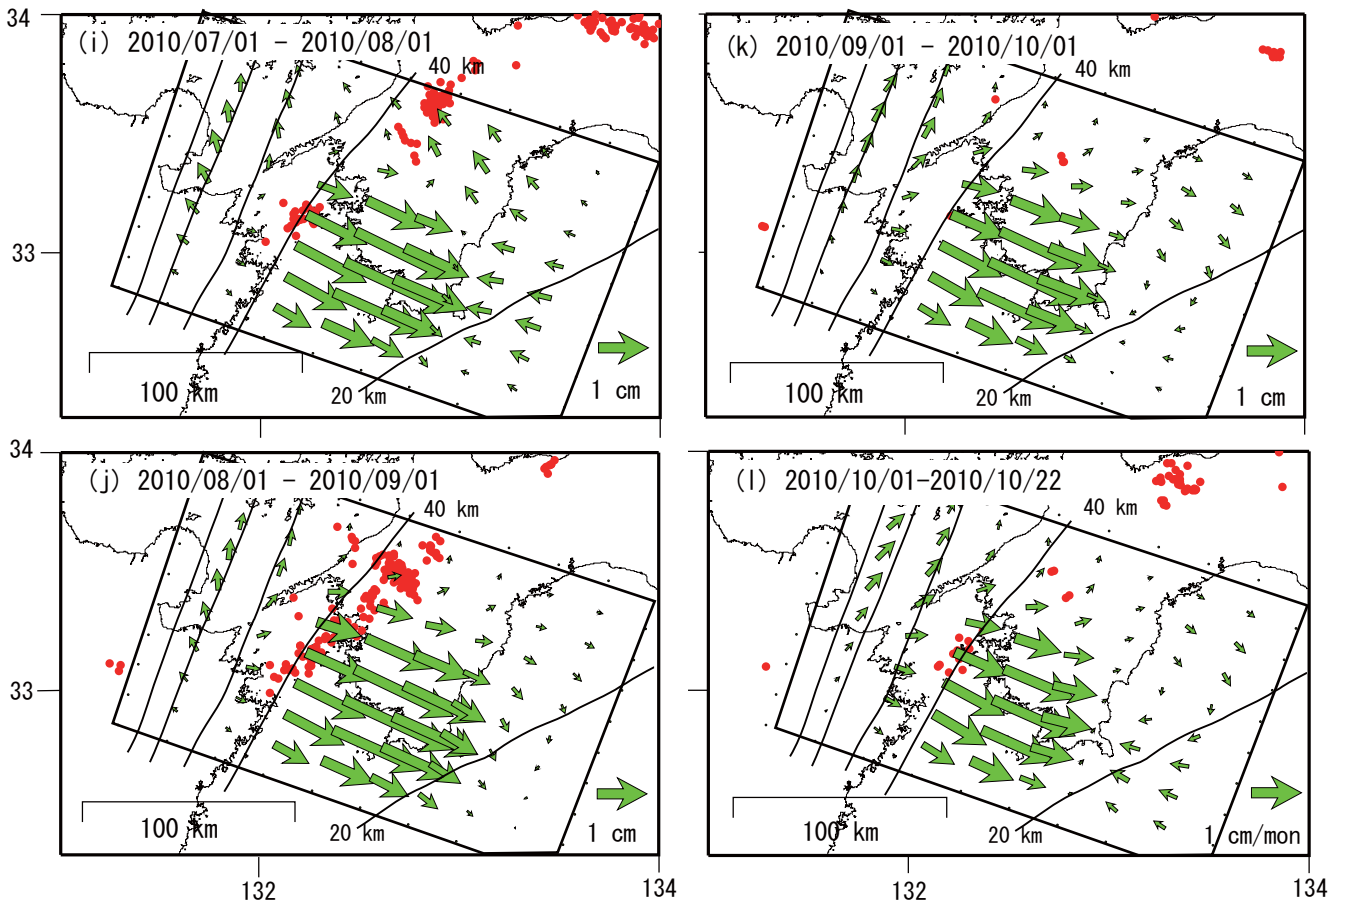 34
(i) 2010/07/01 - 2010/08/01
40 km
33
100 km
20 km
1 cm
(k) 2010/09/01 - 2010/10/01
40 km
100 km
20 km
1 cm
34
(j) 2010/08/01 - 2010/09/01
40 km
33
100 km
20 km
1 cm
132
134
(l) 2010/10/01-2010/10/22
40 km
100 km
20 km
1 cm/mon
132
134